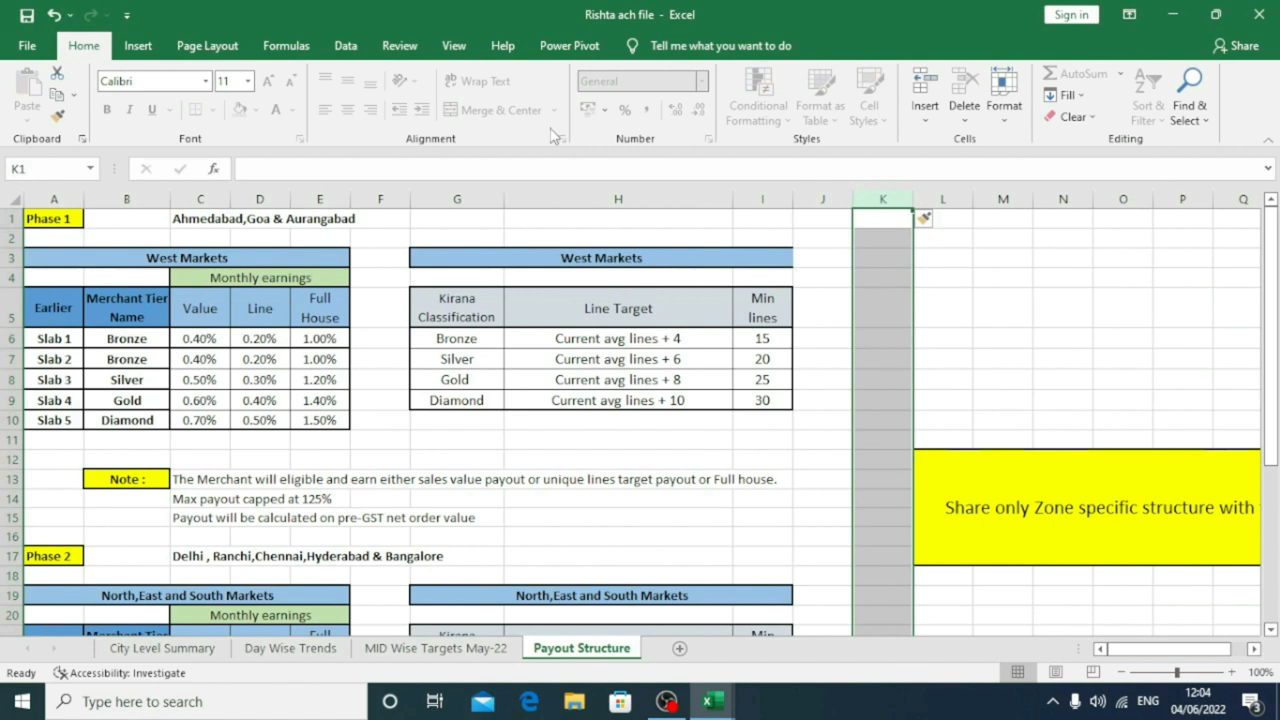 Rishta ach file - Excel
Sign in
File Home Insert Page Layout Formulas Data Review View Help Power Pivot Tell me what you want to do Share
Paste
Calibri 11
B I U A
Wrap Text
Merge & Center
General
% ,
Conditional Formatting
Format as Table
Cell Styles
Insert Delete Format
AutoSum
Fill
Clear
Sort & Filter
Find & Select
Clipboard Font Alignment Number Styles Cells Editing
K1 fx
A B C D E F G H I J K L M N O P Q
1 Phase 1 Ahmedabad,Goa & Aurangabad
2
3 West Markets West Markets
4 Monthly earnings
5 Earlier Merchant Tier Name Value Line Full House Kirana Classification Line Target Min lines
6 Slab 1 Bronze 0.40% 0.20% 1.00% Bronze Current avg lines + 4 15
7 Slab 2 Bronze 0.40% 0.20% 1.00% Silver Current avg lines + 6 20
8 Slab 3 Silver 0.50% 0.30% 1.20% Gold Current avg lines + 8 25
9 Slab 4 Gold 0.60% 0.40% 1.40% Diamond Current avg lines + 10 30
10 Slab 5 Diamond 0.70% 0.50% 1.50%
11
12
13 Note : The Merchant will eligible and earn either sales value payout or unique lines target payout or Full house.
14 Max payout capped at 125%
Share only Zone specific structure with
15 Payout will be calculated on pre-GST net order value
16
17 Phase 2 Delhi , Ranchi,Chennai,Hyderabad & Bangalore
18
19 North,East and South Markets North,East and South Markets
20 Monthly earnings
Merchant Tier Full Kirana Min
City Level Summary Day Wise Trends MID Wise Targets May-22 Payout Structure
Ready Accessibility: Investigate 100%
Type here to search
ENG
12:04
04/06/2022
3